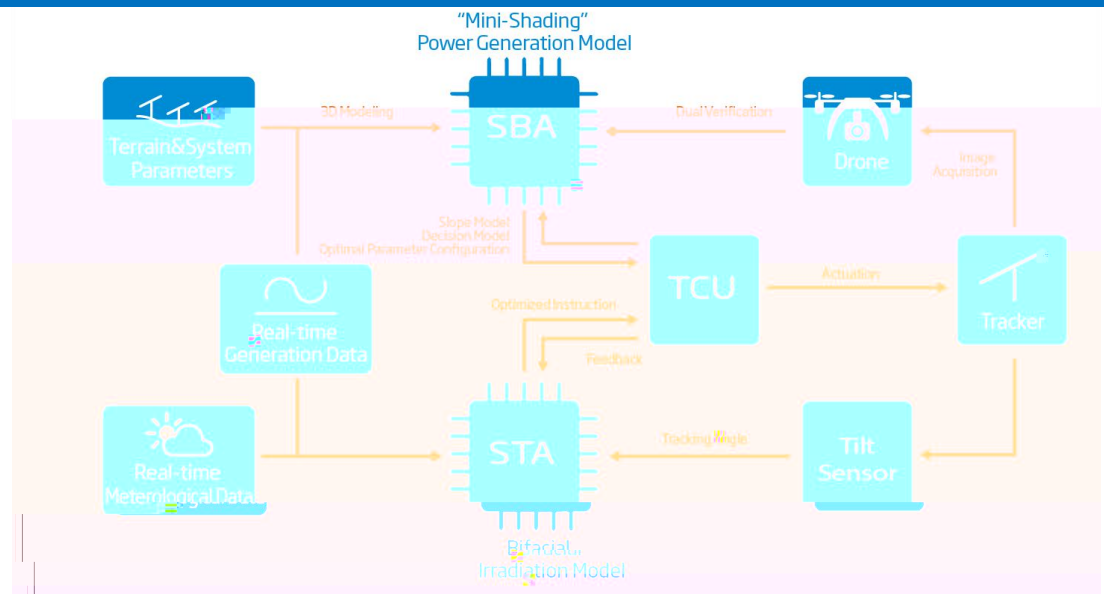 “Mini-Shading”
Power Generation Model
3D Modeling
SBA
Dual Verification
Terrain&System
Parameters
Drone
Image
Acquisition
Slope Model
Decision Model
Optimal Parameter Configuration
TCU
Actuation
Tracker
Real-time
Generation Data
Optimized Instruction
Feedback
Real-time
Meterological Data
STA
Tracking Angle
Tilt
Sensor
Bifacial
Irradiation Model